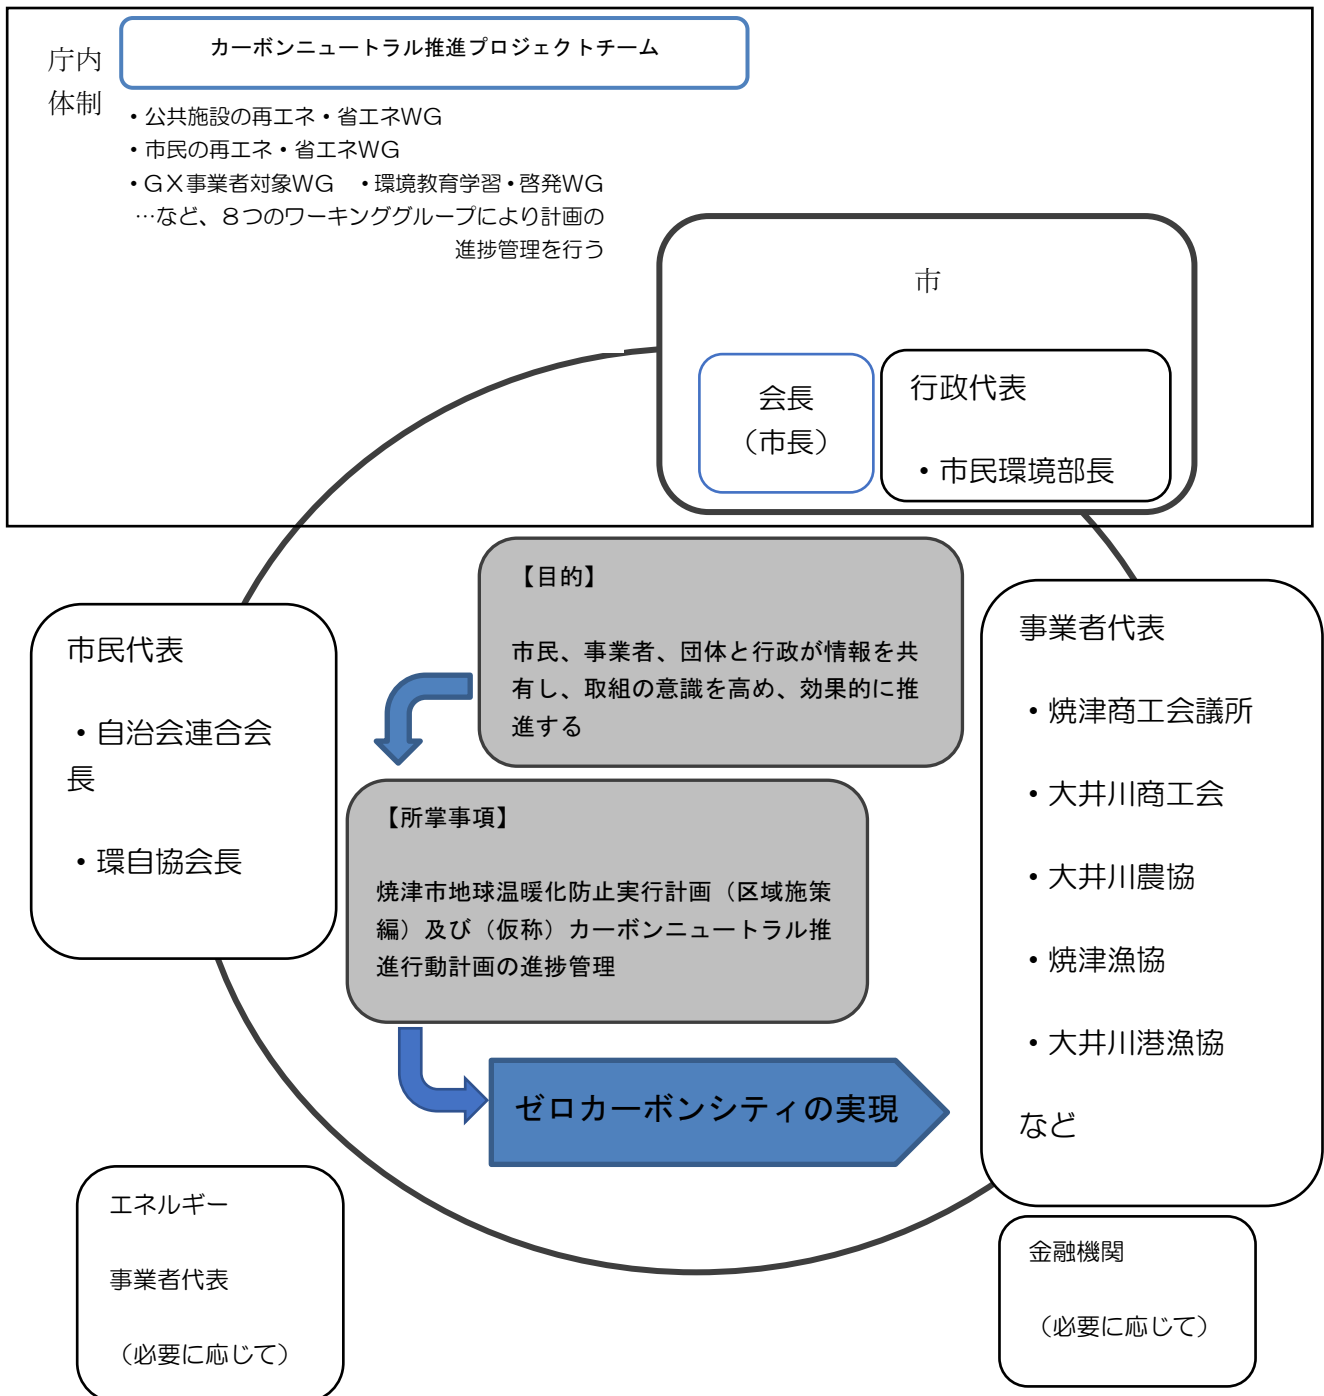 庁内
体制
カーボンニュートラル推進プロジェクトチーム
・公共施設の再エネ・省エネWG
・市民の再エネ・省エネWG
・GX事業者対象WG　・環境教育学習・啓発WG
…など、８つのワーキンググループにより計画の
進捗管理を行う
市
会長
（市長）
行政代表
・市民環境部長
【目的】
市民、事業者、団体と行政が情報を共
有し、取組の意識を高め、効果的に推
進する
市民代表
・自治会連合会
長
・環自協会長
【所掌事項】
焼津市地球温暖化防止実行計画（区域施策
編）及び（仮称）カーボンニュートラル推
進行動計画の進捗管理
ゼロカーボンシティの実現
事業者代表
・焼津商工会議所
・大井川商工会
・大井川農協
・焼津漁協
・大井川港漁協
など
エネルギー
事業者代表
（必要に応じて）
金融機関
（必要に応じて）